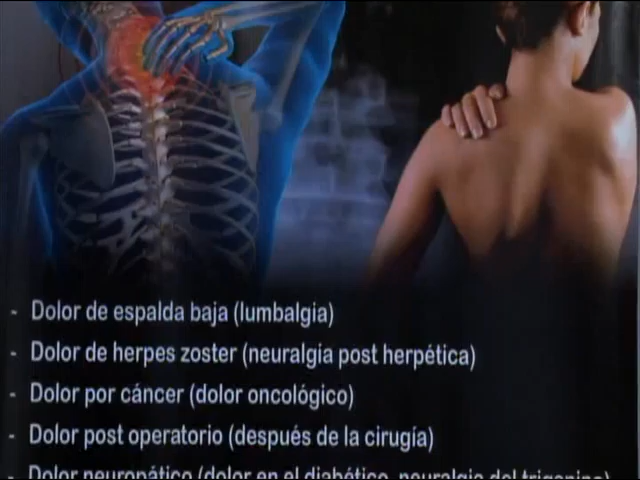 - Dolor de espalda baja (lumbalgia)
- Dolor de herpes zoster (neuralgia post herpética)
- Dolor por cáncer (dolor oncológico)
- Dolor post operatorio (después de la cirugía)
- Dolor neuropático (dolor en el diabético, neuralgia del trigenino)